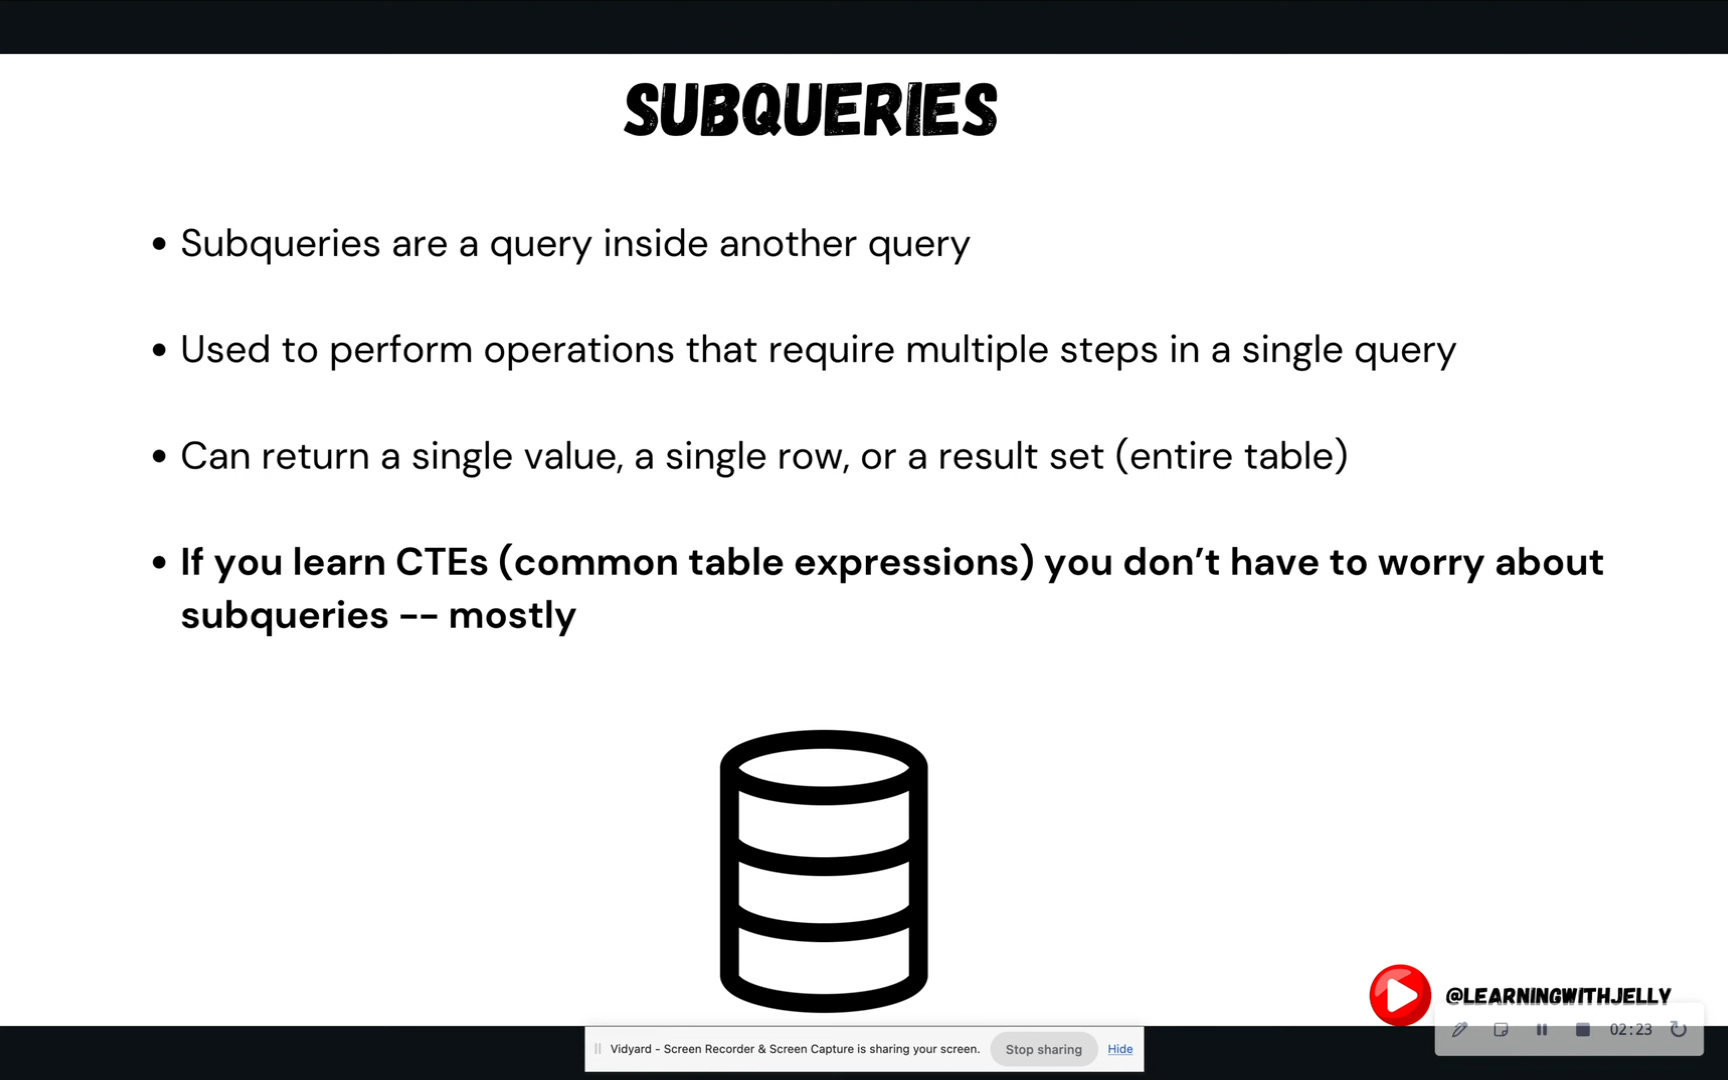 SUBQUERIES
• Subqueries are a query inside another query
• Used to perform operations that require multiple steps in a single query
• Can return a single value, a single row, or a result set (entire table)
• If you learn CTEs (common table expressions) you don’t have to worry about
subqueries -- mostly
@LEARNINGWITHJELLY
02:23
Vidyard - Screen Recorder & Screen Capture is sharing your screen. Stop sharing Hide